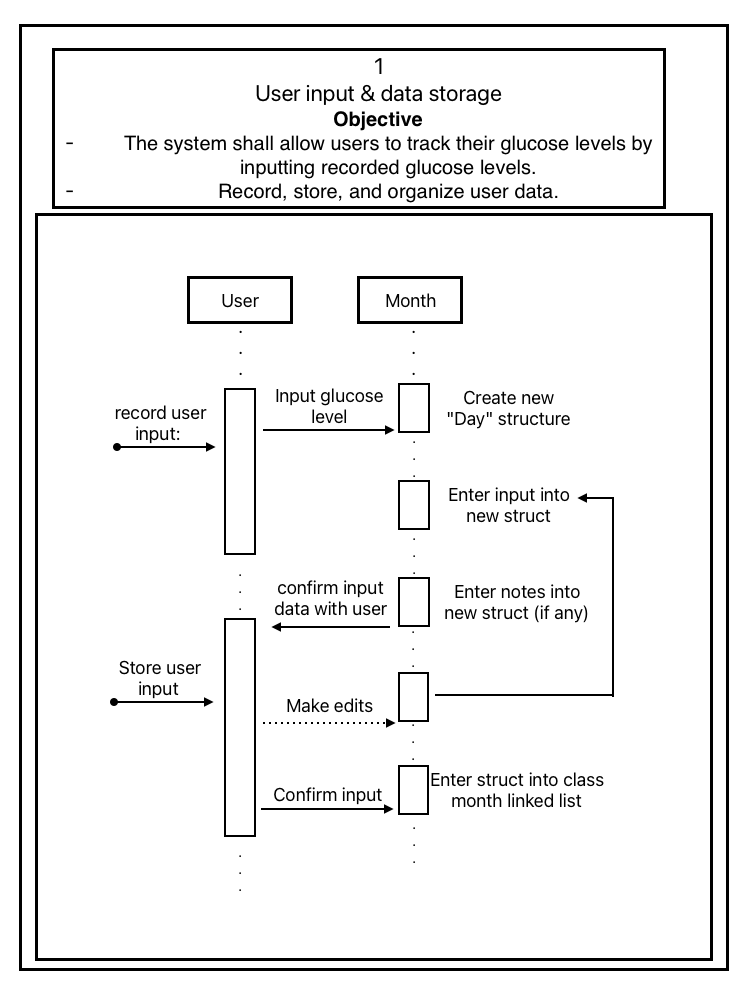 1
User input & data storage
Objective
- The system shall allow users to track their glucose levels by
inputting recorded glucose levels.
- Record, store, and organize user data.
User
Month
record user
input:
Input glucose
level
Create new
"Day" structure
Enter input into
new struct
confirm input
data with user
Enter notes into
new struct (if any)
Store user
input
Make edits
Confirm input
Enter struct into class
month linked list